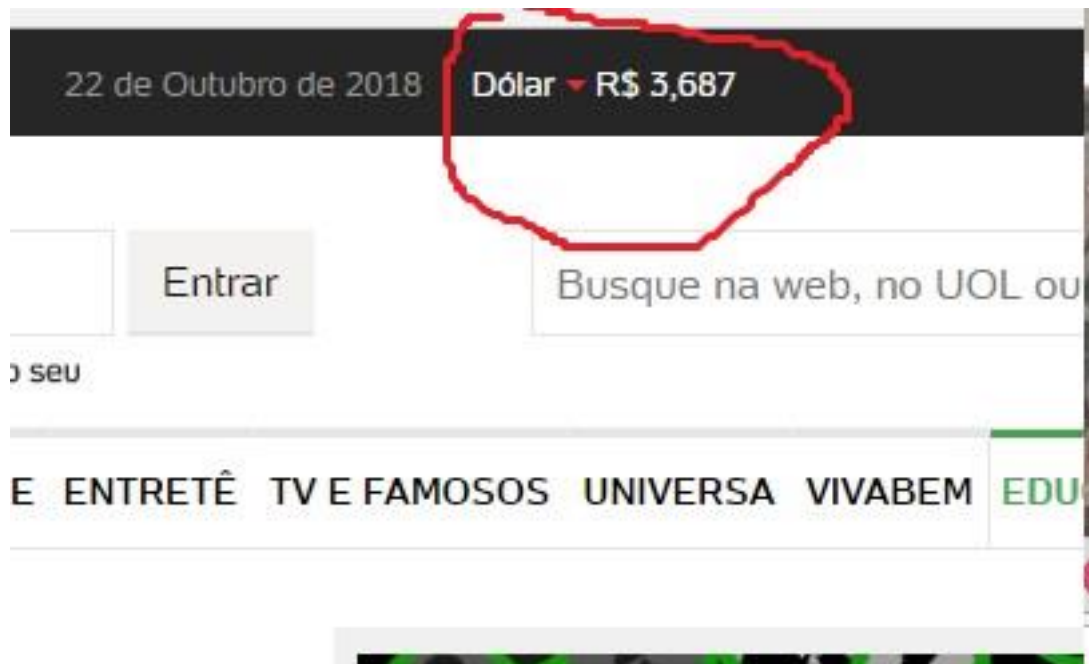 22 de Outubro de 2018 Dólar R$ 3,687
Entrar Busque na web, no UOL ou
o seu
E ENTRETÊ TV E FAMOSOS UNIVERSA VIVABEM EDU